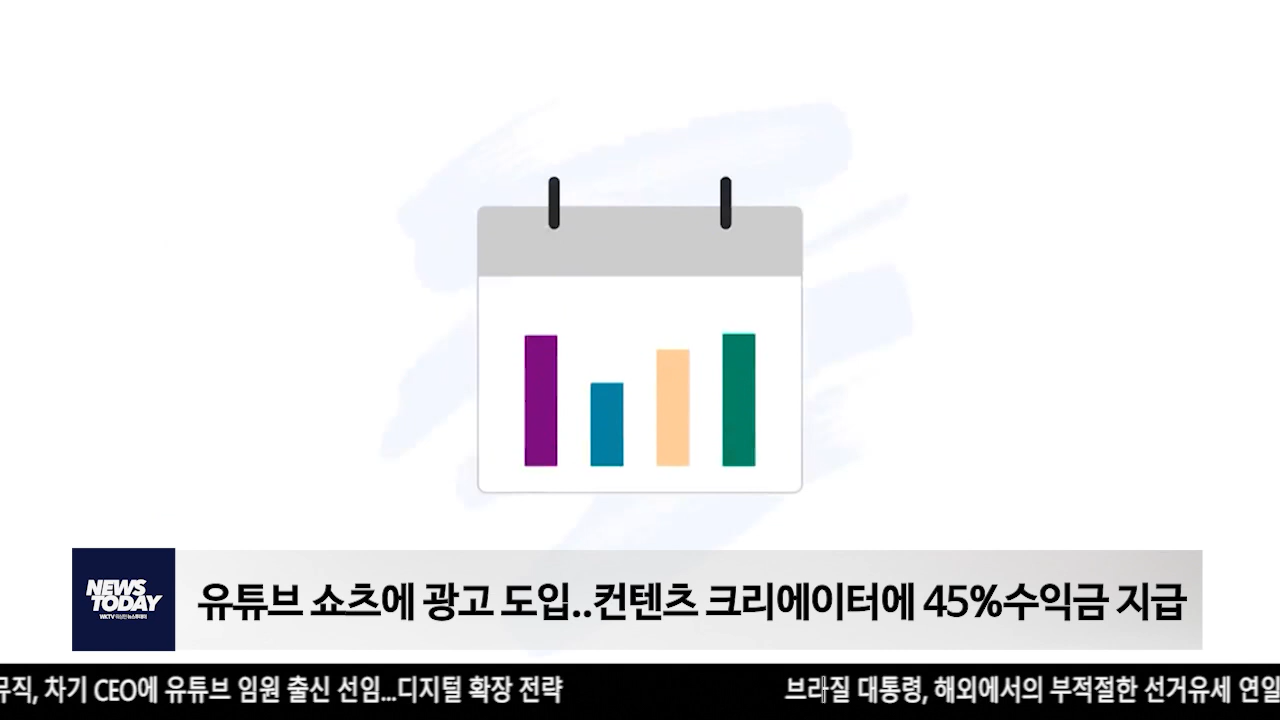 NEWS
TODAY
유튜브 쇼츠에 광고 도입..컨텐츠 크리에이터에 45%수익금 지급
뮤직, 차기 CEO에 유튜브 임원 출신 선임...디지털 확장 전략
브라질 대통령, 해외에서의 부적절한 선거유세 연일